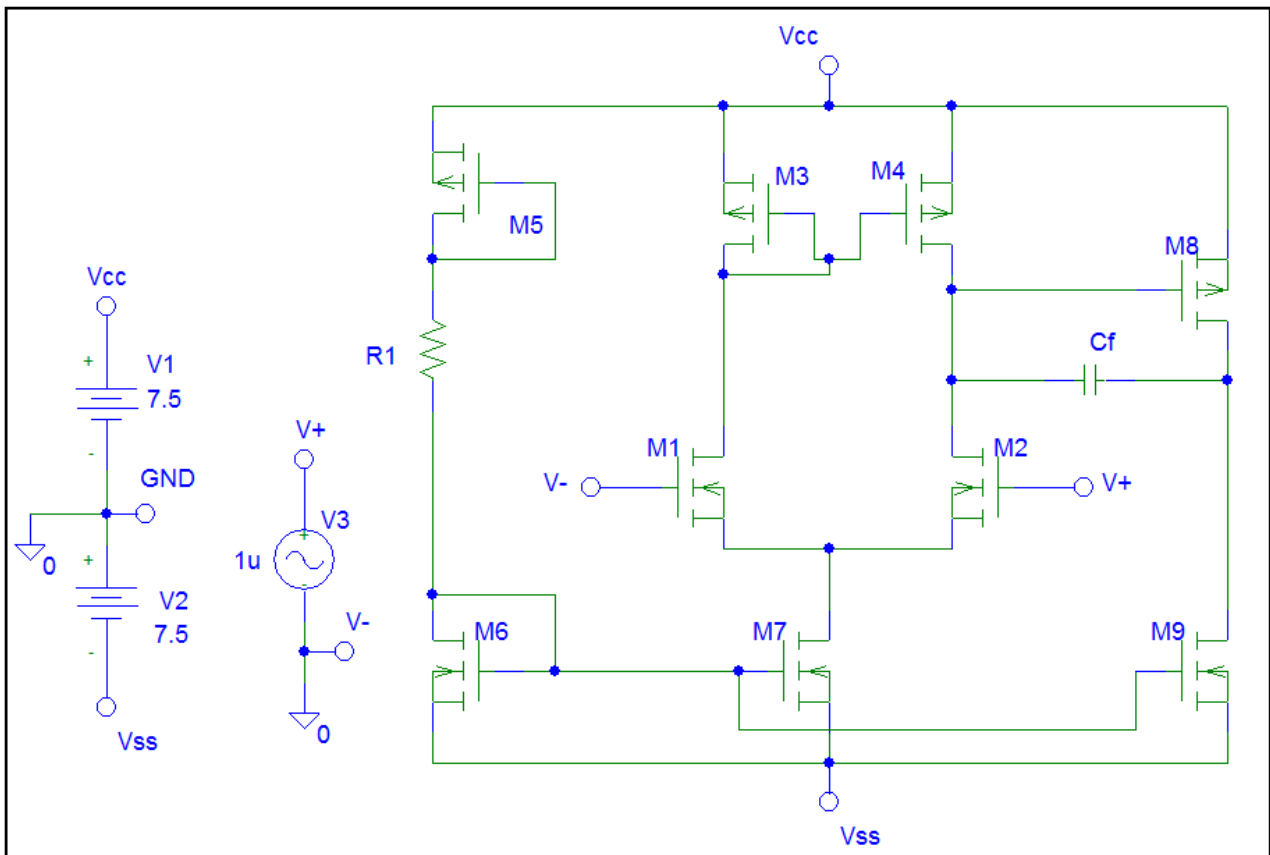 Vcc
M3
M4
M5
M8
Vcc
V1
7.5
R1
Cf
V+
M1
M2
V-
V+
GND
V3
1u
0
V2
7.5
V-
M6
M7
M9
0
Vss
Vss
+
-
+
-
+
-